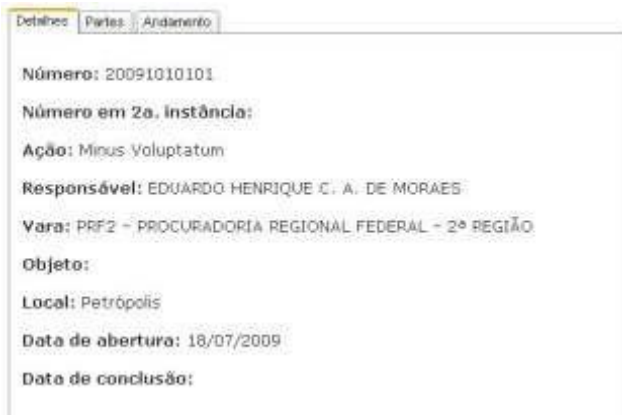 Detalhes Partes Andamento
Número: 20091010101
Número em 2a. instância:
Ação: Minus Voluptatum
Responsável: EDUARDO HENRIQUE C. A. DE MORAES
Vara: PRF2 - PROCURADORIA REGIONAL FEDERAL - 2ª REGIÃO
Objeto:
Local: Petrópolis
Data de abertura: 18/07/2009
Data de conclusão: